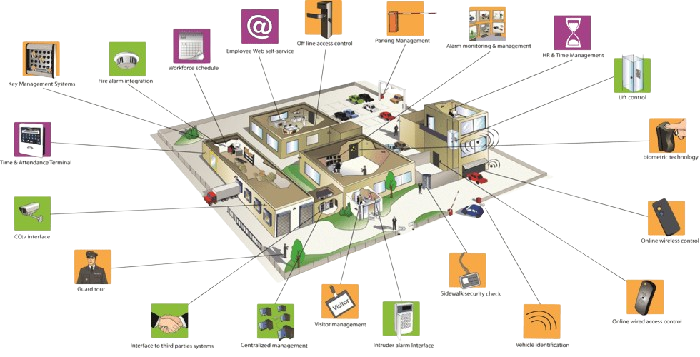 @
Employee Web self-service
Off line access control
Parking Management
Alarm monitoring & management
HR & Time Management
Workforce schedule
Fire alarm integration
Key Management Systems
Lift control
Time & Attendance Terminal
Biometric technology
CCTV interface
Online wireless control
Guard tour
Visitor
Sidewalk security check
Online wired access control
Interface to third parties systems
Centralized management
Visitor management
Intruder alarm interface
Vehicle identification